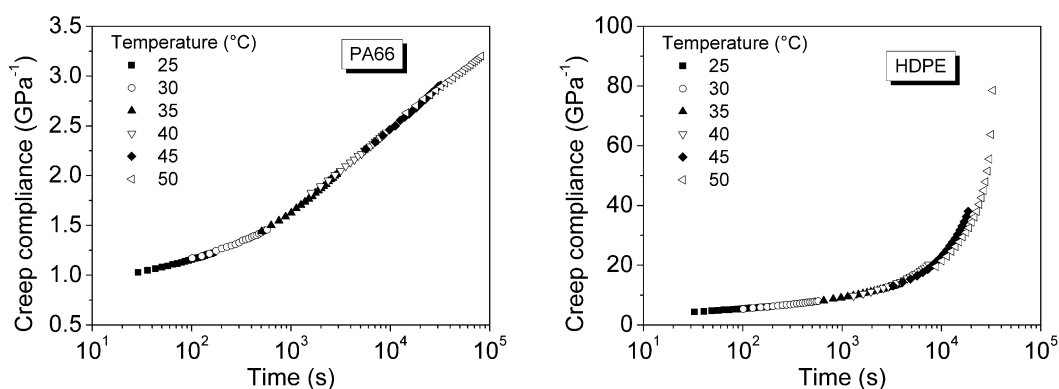 3.5
3.0
2.5
2.0
1.5
1.0
0.5
Creep compliance (GPa⁻¹)
Temperature (°C)
25
30
35
40
45
50
PA66
10¹ 10² 10³ 10⁴ 10⁵
Time (s)
100
80
60
40
20
0
Creep compliance (GPa⁻¹)
Temperature (°C)
25
30
35
40
45
50
HDPE
10¹ 10² 10³ 10⁴ 10⁵
Time (s)